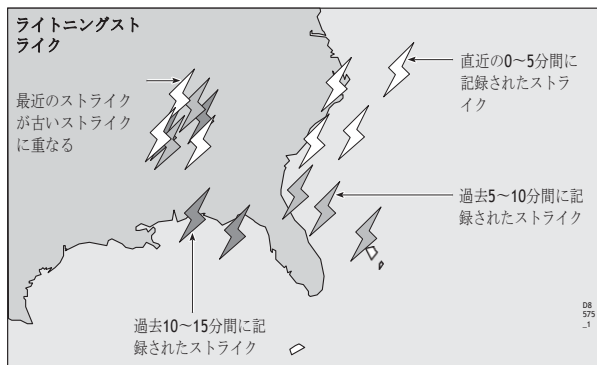 ライトニングスト
ライク
最近のストライク
が古いストライク
に重なる
直近の0～5分間に
記録されたストラ
イク
過去5～10分間に記
録されたストライク
過去10～15分間に記
録されたストライク
D8
575
_1